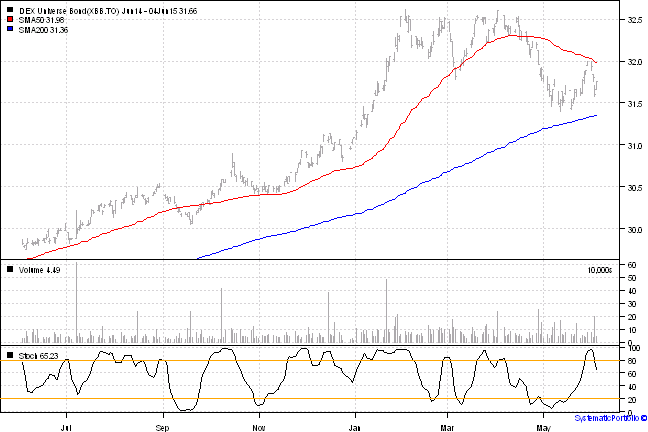 DEX Universe Bond(XBB.TO) Jun14 - 04Jun15 31.66
SMA50 31.98
SMA200 31.36
32.5
32.0
31.5
31.0
30.5
30.0
Volume 4.49
10,000s
60
50
40
30
20
10
0
Stoch 65.23
100
80
60
40
20
0
Jul Sep Nov Jan Mar May
SystematicPortfolio ©